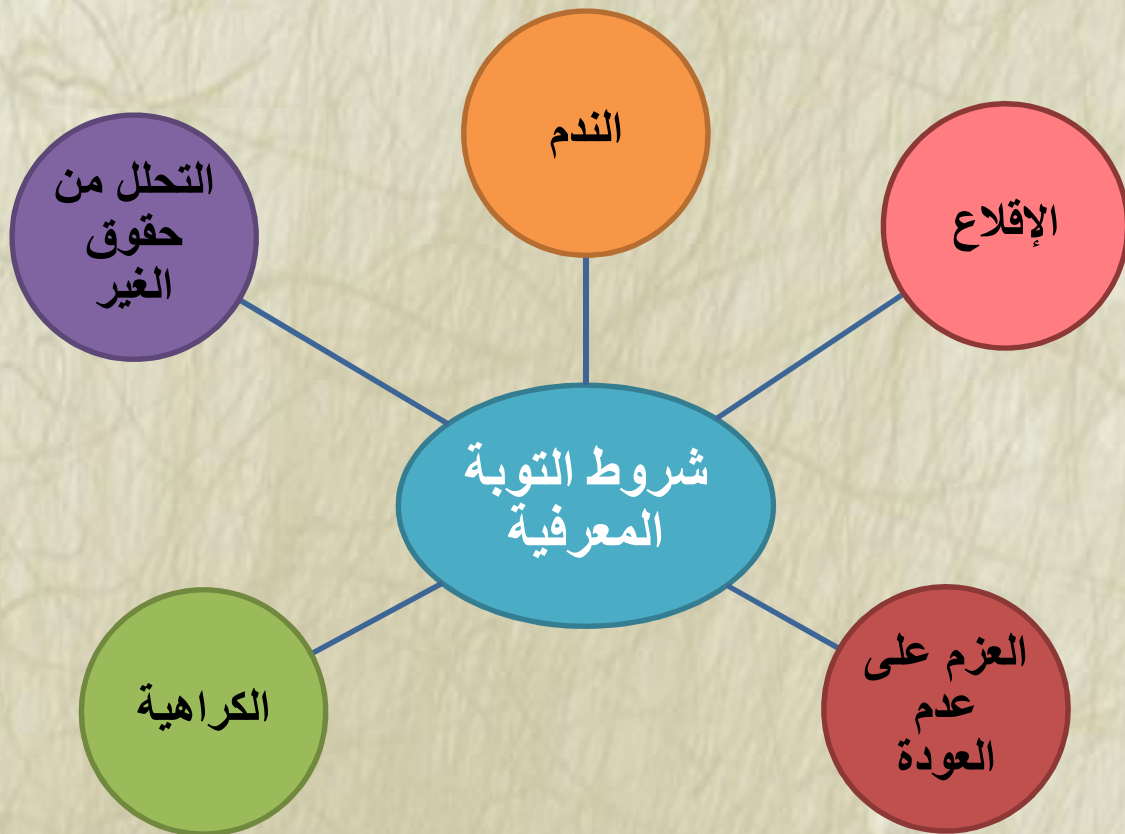 الندم
الإقلاع
التحلل من
حقوق
الغير
شروط التوبة
المعرفية
العزم على
عدم
العودة
الكراهية